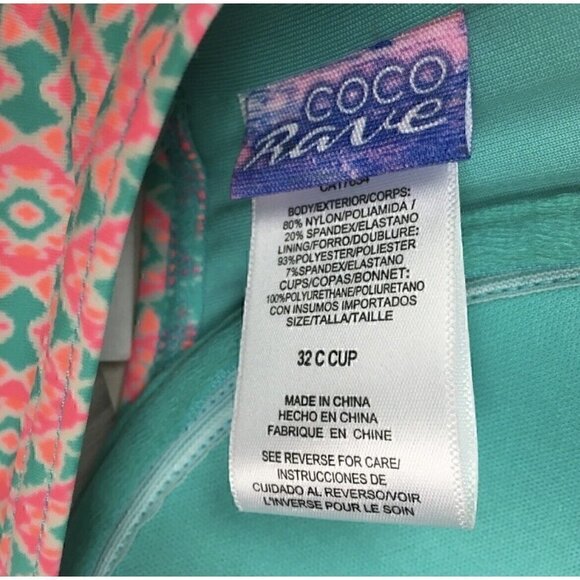 COCO
Rave
BODY/EXTERIOR/CORPS:
80% NYLON/POLIAMIDA/
20% SPANDEX/ELASTANO
LINING/FORRO/DOUBLURE:
93%POLYESTER/POLIESTER
7%SPANDEX/ELASTANO
CUPS/COPAS/BONNET:
100%POLYURETHANE/POLIURETANO
CON INSUMOS IMPORTADOS
SIZE/TALLA/TAILLE
32 C CUP
MADE IN CHINA
HECHO EN CHINA
FABRIQUE EN CHINE
SEE REVERSE FOR CARE/
INSTRUCCIONES DE
CUIDADO AL REVERSO/VOIR
L'INVERSE POUR LE SOIN